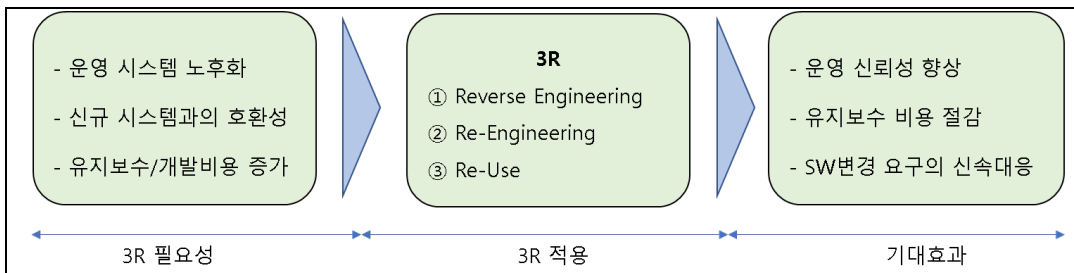 - 운영 시스템 노후화
- 신규 시스템과의 호환성
- 유지보수/개발비용 증가
3R
① Reverse Engineering
② Re-Engineering
③ Re-Use
- 운영 신뢰성 향상
- 유지보수 비용 절감
- SW변경 요구의 신속대응
3R 필요성
3R 적용
기대효과